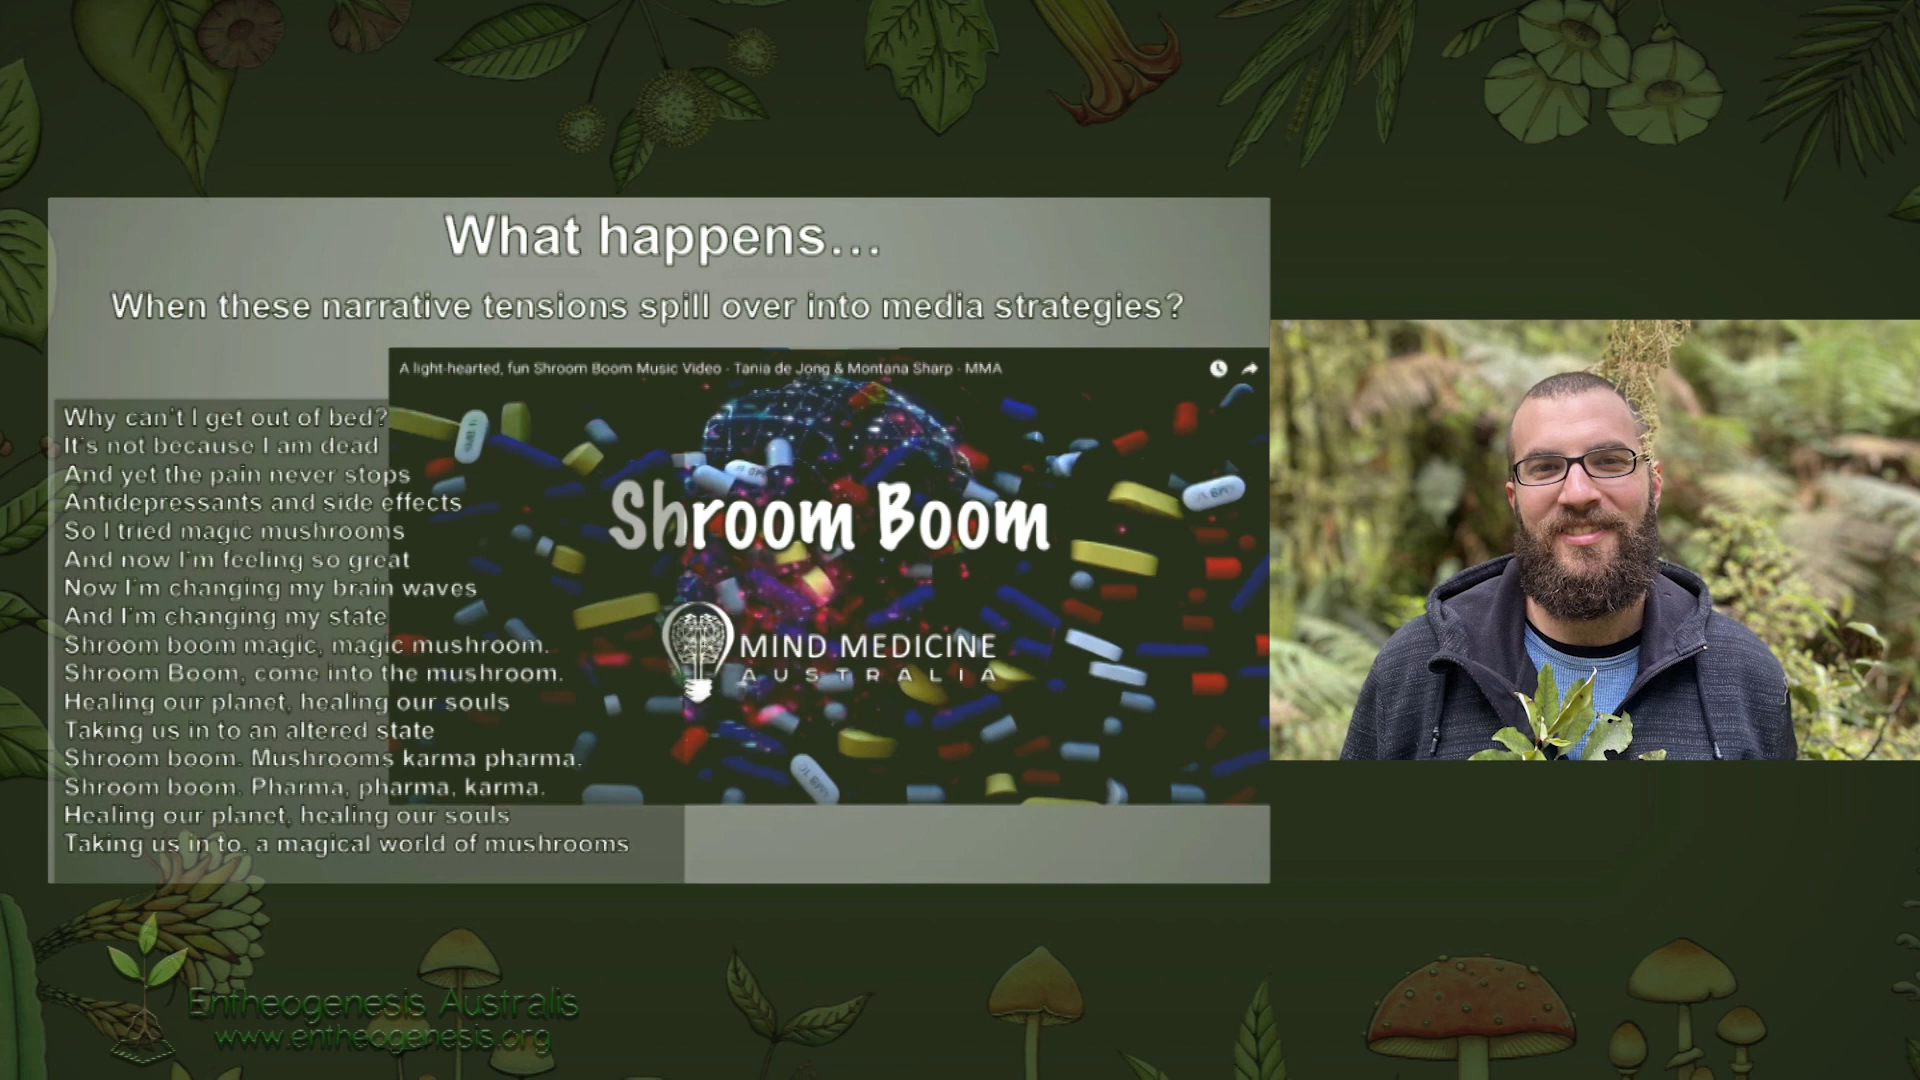 What happens...
When these narrative tensions spill over into media strategies?
A light-hearted, fun Shroom Boom Music Video - Tania de Jong & Montana Sharp - MMA
Why can't I get out of bed?
It's not because I am dead
And yet the pain never stops
Antidepressants and side effects
So I tried magic mushrooms
And now I'm feeling so great
Now I'm changing my brain waves
And I'm changing my state
Shroom boom magic, magic mushroom.
Shroom Boom, come into the mushroom.
Healing our planet, healing our souls
Taking us in to an altered state
Shroom boom. Mushrooms karma pharma.
Shroom boom. Pharma, pharma, karma.
Healing our planet, healing our souls
Taking us in to, a magical world of mushrooms
Shroom Boom
MIND MEDICINE
AUSTRALIA
Entheogenesis Australis
www.entheogenesis.org